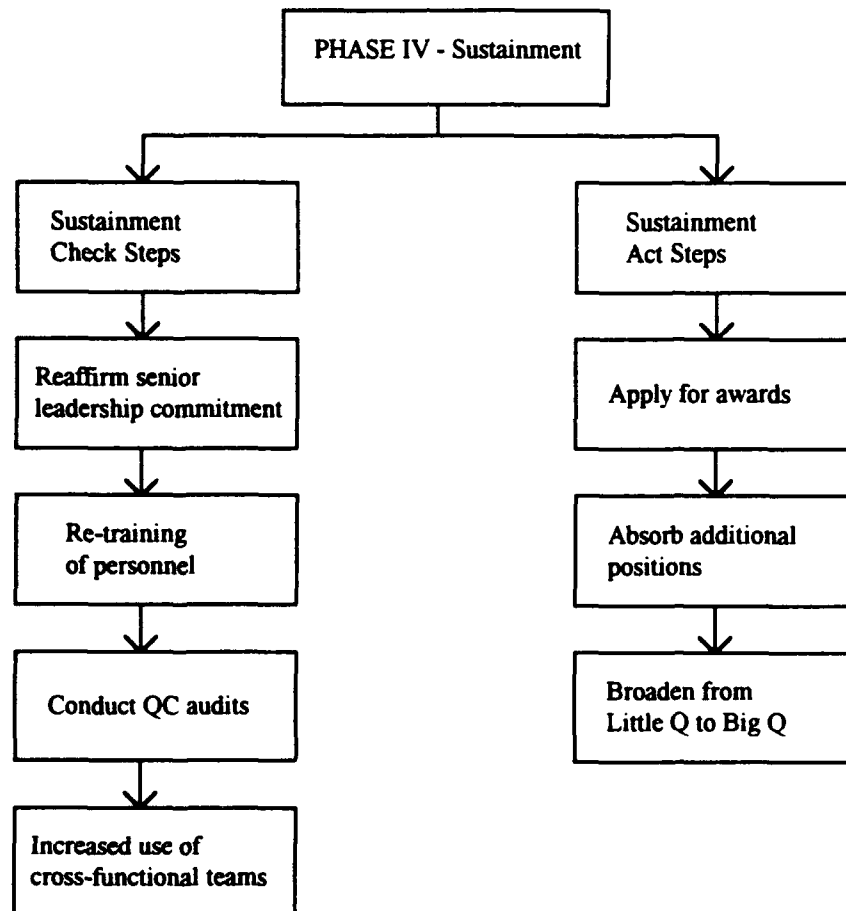 PHASE IV - Sustainment
Sustainment
Check Steps
Reaffirm senior
leadership commitment
Re-training
of personnel
Conduct QC audits
Increased use of
cross-functional teams
Sustainment
Act Steps
Apply for awards
Absorb additional
positions
Broaden from
Little Q to Big Q